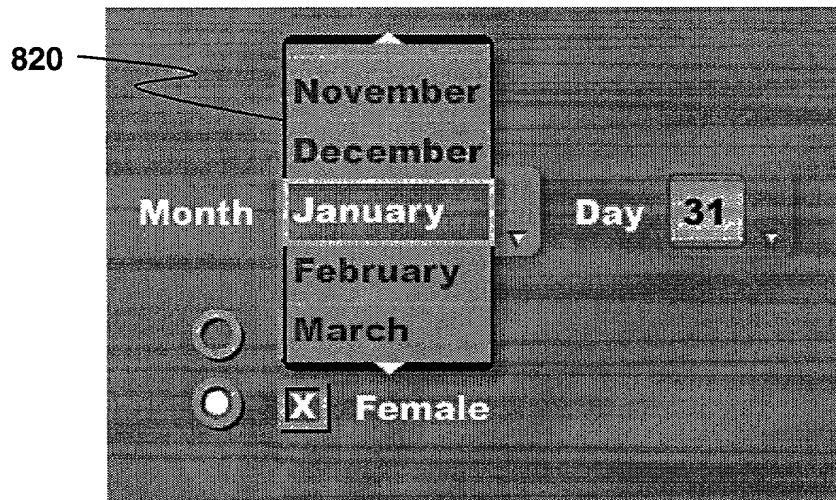 820
November
December
Month January Day 31
February
March
X Female